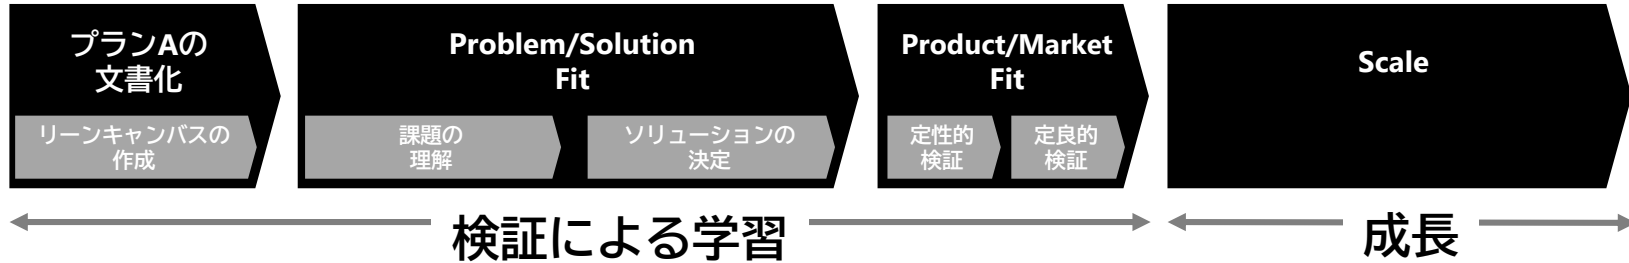 プランAの
文書化
リーンキャンバスの
作成
Problem/Solution
Fit
課題の
理解
ソリューションの
決定
Product/Market
Fit
定性的
検証
定良的
検証
Scale
検証による学習
成長